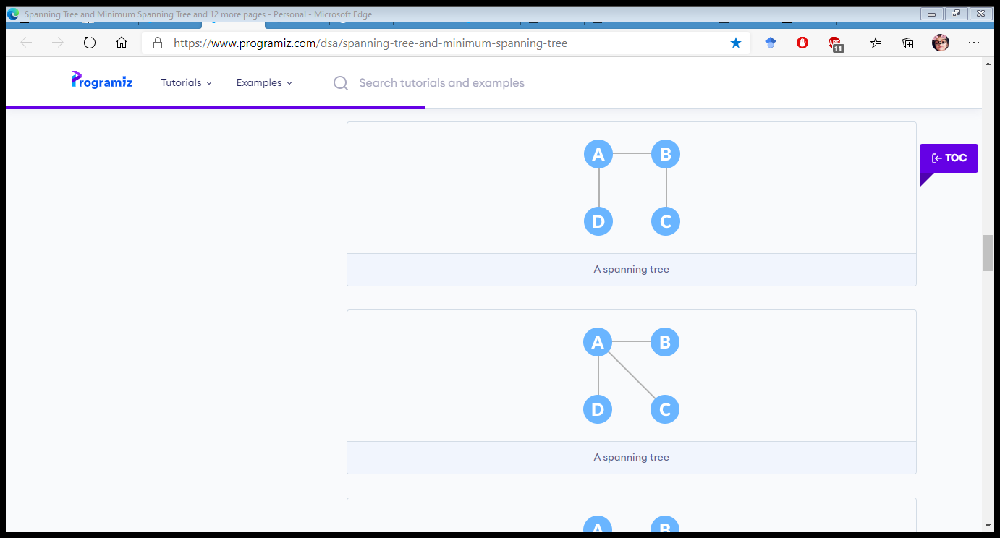 Spanning Tree and Minimum Spanning Tree and 12 more pages - Personal - Microsoft Edge
https://www.programiz.com/dsa/spanning-tree-and-minimum-spanning-tree
ABP
11
Programiz
Tutorials
Examples
Search tutorials and examples
TOC
A B
D C
A spanning tree
A B
D C
A spanning tree
A B